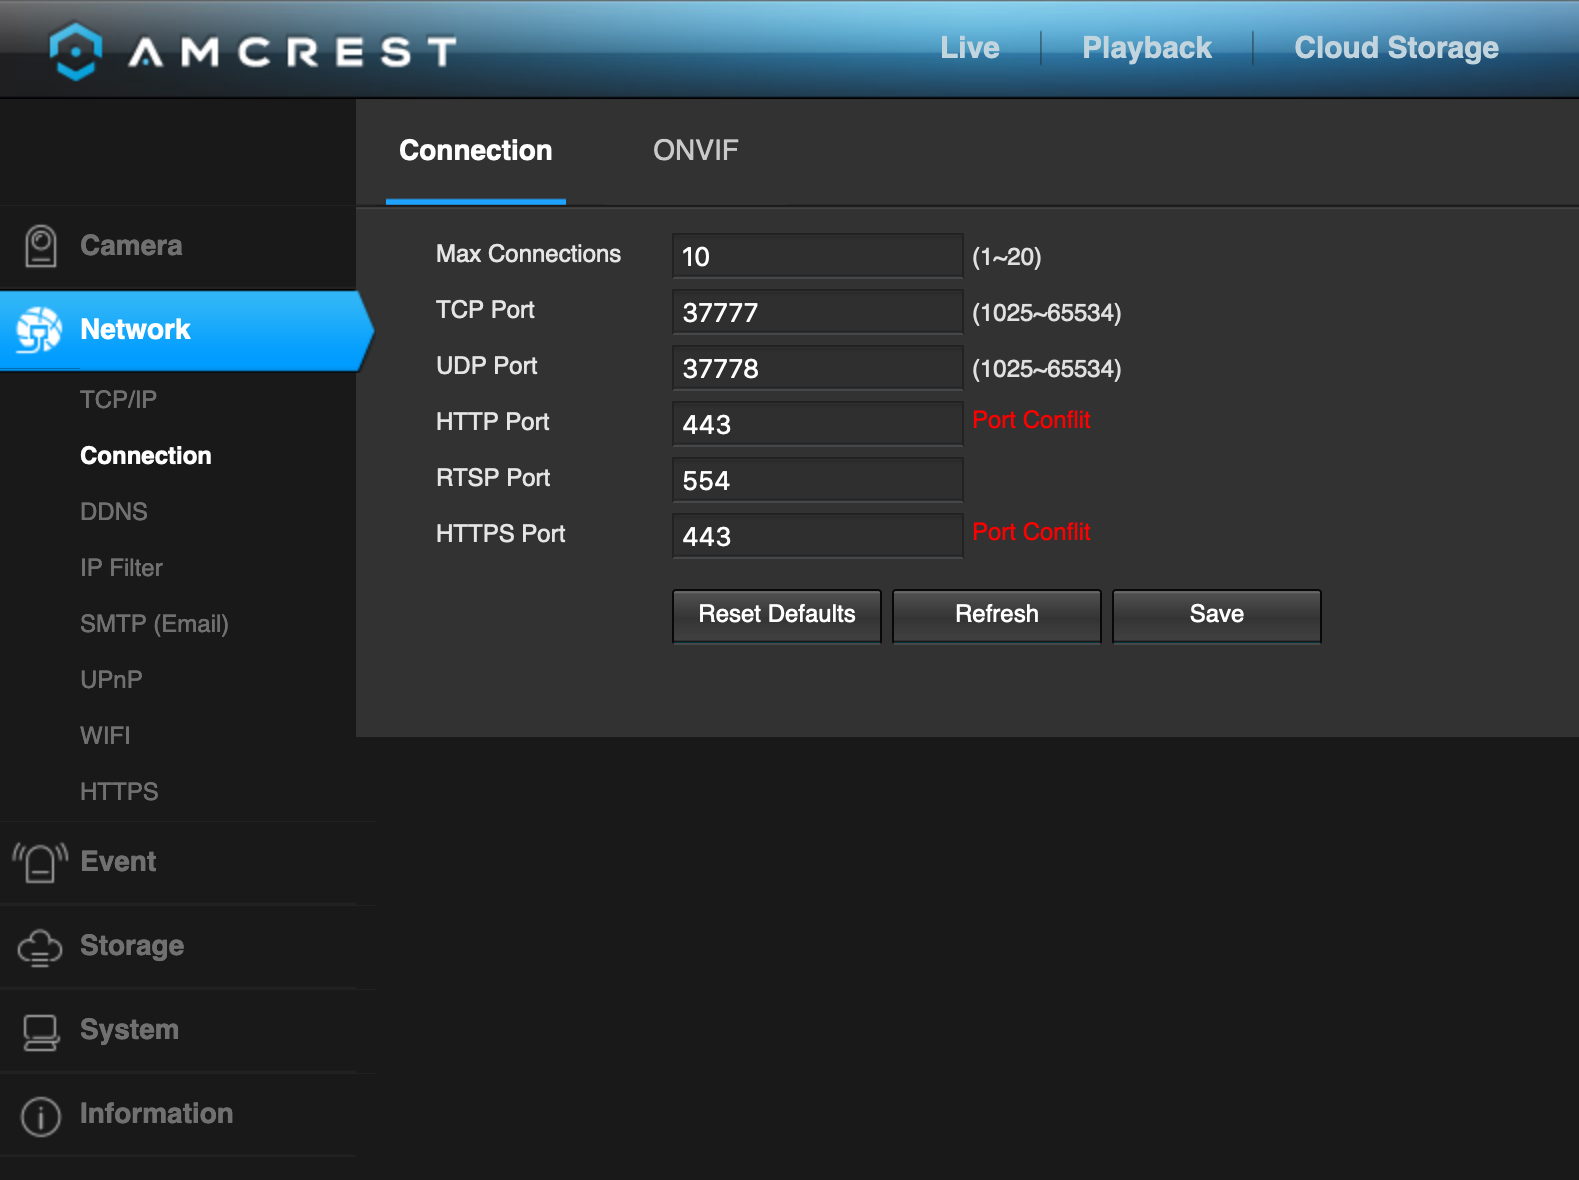 AMCREST
Live
Playback
Cloud Storage
Connection
ONVIF
Camera
Network
TCP/IP
Connection
DDNS
IP Filter
SMTP (Email)
UPnP
WIFI
HTTPS
Event
Storage
System
Information
Max Connections 10 (1~20)
TCP Port 37777 (1025~65534)
UDP Port 37778 (1025~65534)
HTTP Port 443 Port Conflit
RTSP Port 554
HTTPS Port 443 Port Conflit
Reset Defaults
Refresh
Save